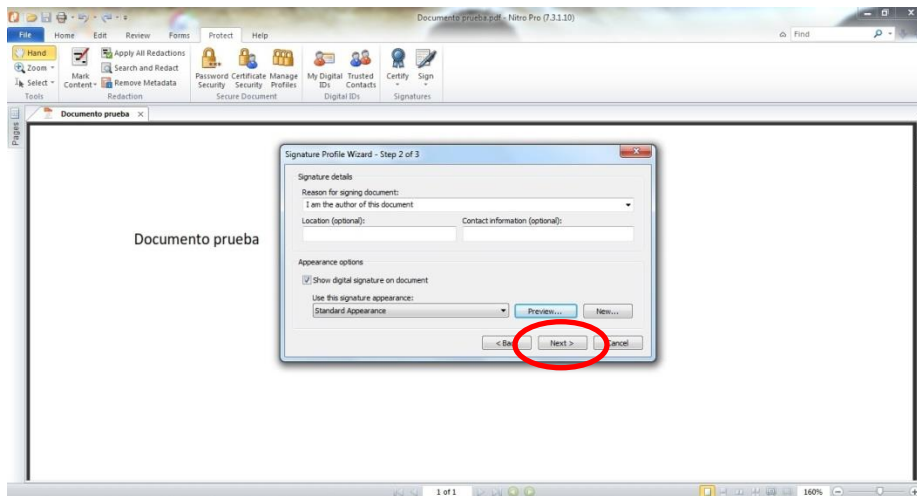 Documento prueba.pdf - Nitro Pro (7.3.1.10)
File Home Edit Review Forms Protect Help Find
Hand
Zoom
Select
Tools
Mark Content
Apply All Redactions
Search and Redact
Remove Metadata
Redaction
Password Security
Certificate Security
Manage Profiles
Secure Document
My Digital IDs
Trusted Contacts
Digital IDs
Certify
Sign
Signatures
Documento prueba
Pages
Signature Profile Wizard - Step 2 of 3
Signature details
Reason for signing document:
I am the author of this document
Location (optional): Contact information (optional):
Documento prueba
Appearance options
Show digital signature on document
Use this signature appearance:
Standard Appearance Preview... New...
Next > Cancel
1 of 1 160%